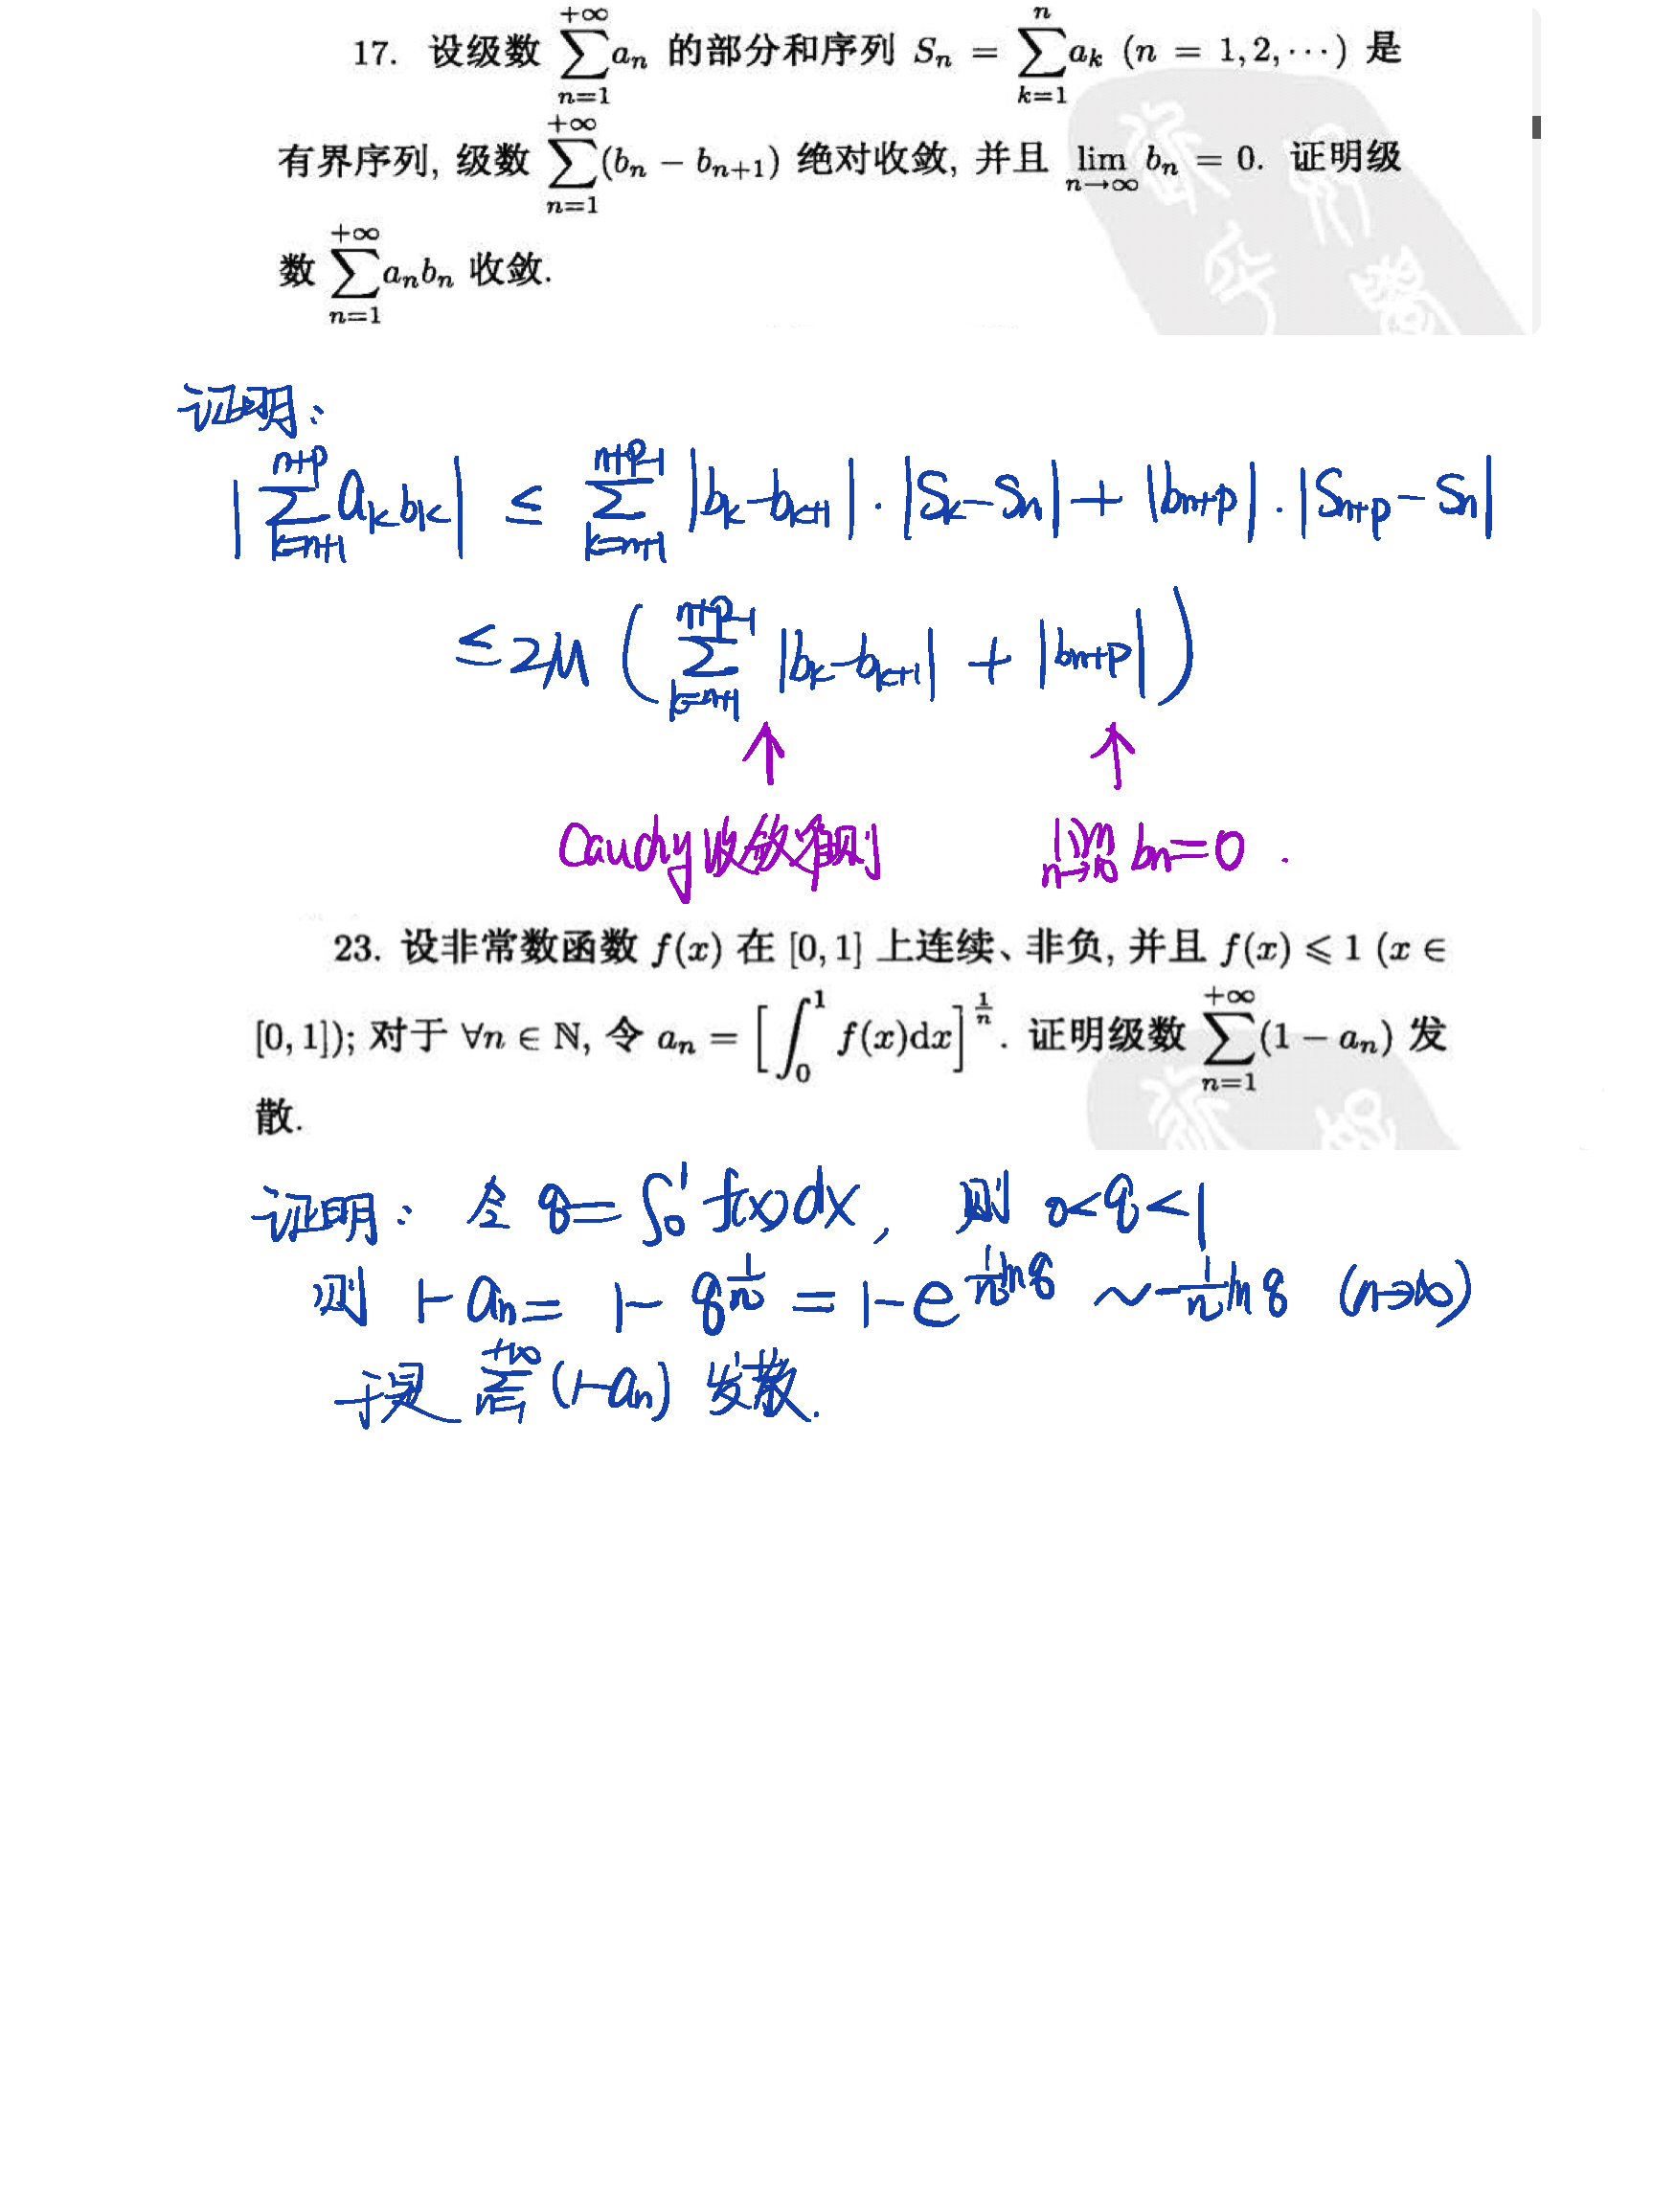 17. 设级数 $\sum_{n=1}^{+\infty} a_n$ 的部分和序列 $S_n = \sum_{k=1}^{n} a_k$ $(n = 1, 2, \cdots)$ 是
有界序列, 级数 $\sum_{n=1}^{+\infty} (b_n - b_{n+1})$ 绝对收敛, 并且 $\lim_{n\to\infty} b_n = 0$. 证明级
数 $\sum_{n=1}^{+\infty} a_n b_n$ 收敛.
证明:
$\left| \sum_{k=n+1}^{n+p} a_k b_k \right| \leq \sum_{k=n+1}^{n+p-1} |b_k - b_{k+1}| \cdot |S_k - S_n| + |b_{n+p}| \cdot |S_{n+p} - S_n|$
$\leq 2M \left( \sum_{k=n+1}^{n+p-1} |b_k - b_{k+1}| + |b_{n+p}| \right)$
↑ ↑
Cauchy收敛准则 $\lim_{n\to\infty} b_n = 0$.
23. 设非常数函数 $f(x)$ 在 $[0, 1]$ 上连续、非负, 并且 $f(x) \leqslant 1$ $(x \in$
$[0, 1])$; 对于 $\forall n \in \mathbb{N}$, 令 $a_n = \left[ \int_0^1 f(x) \mathrm{d}x \right]^{\frac{1}{n}}$. 证明级数 $\sum_{n=1}^{+\infty} (1 - a_n)$ 发
散.
证明: 令 $q = \int_0^1 f(x) dx$, 则 $0 < q < 1$
则 $1 - a_n = 1 - q^{\frac{1}{n}} = 1 - e^{\frac{1}{n} \ln q} \sim -\frac{1}{n} \ln q$ $(n \to \infty)$
于是 $\sum_{n=1}^{+\infty} (1 - a_n)$ 发散.